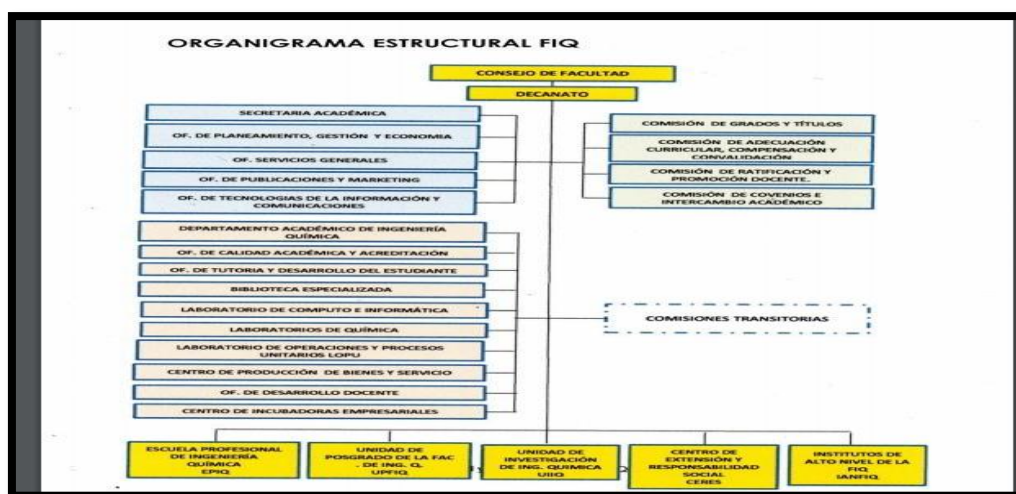 ORGANIGRAMA ESTRUCTURAL FIQ
CONSEJO DE FACULTAD
DECANATO
SECRETARIA ACADÉMICA
OF. DE PLANEAMIENTO, GESTIÓN Y ECONOMIA
OF. SERVICIOS GENERALES
OF. DE PUBLICACIONES Y MARKETING
OF. DE TECNOLOGIAS DE LA INFORMACIÓN Y
COMUNICACIONES
COMISIÓN DE GRADOS Y TÍTULOS
COMISIÓN DE ADECUACIÓN
CURRICULAR, COMPENSACIÓN Y
CONVALIDACIÓN
COMISIÓN DE RATIFICACIÓN Y
PROMOCIÓN DOCENTE.
COMISIÓN DE COVENIOS E
INTERCAMBIO ACADÉMICO
DEPARTAMENTO ACADÉMICO DE INGENIERÍA
QUÍMICA
OF. DE CALIDAD ACADÉMICA Y ACREDITACIÓN
OF. DE TUTORIA Y DESARROLLO DEL ESTUDIANTE
BIBLIOTECA ESPECIALIZADA
LABORATORIO DE COMPUTO E INFORMÁTICA
LABORATORIOS DE QUÍMICA
LABORATORIO DE OPERACIONES Y PROCESOS
UNITARIOS LOPU
CENTRO DE PRODUCCIÓN DE BIENES Y SERVICIO
OF. DE DESARROLLO DOCENTE
CENTRO DE INCUBADORAS EMPRESARIALES
COMISIONES TRANSITORIAS
ESCUELA PROFESIONAL
DE INGENIERÍA
QUÍMICA
EPIQ
UNIDAD DE
POSGRADO DE LA FAC
. DE ING. Q.
UPFIQ
UNIDAD DE
INVESTIGACIÓN
DE ING. QUIMICA
UIIQ
CENTRO DE
EXTENSIÓN Y
RESPONSABILIDAD
SOCIAL
CERES
INSTITUTOS DE
ALTO NIVEL DE LA
FIQ
IANFIQ